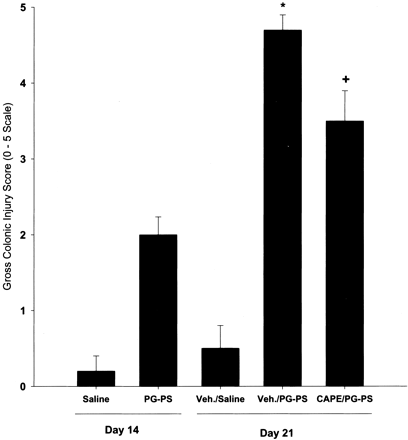 Gross Colonic Injury Score (0 - 5 Scale)
5
4
3
2
1
0
*
+
Saline PG-PS Veh./Saline Veh./PG-PS CAPE/PG-PS
Day 14 Day 21